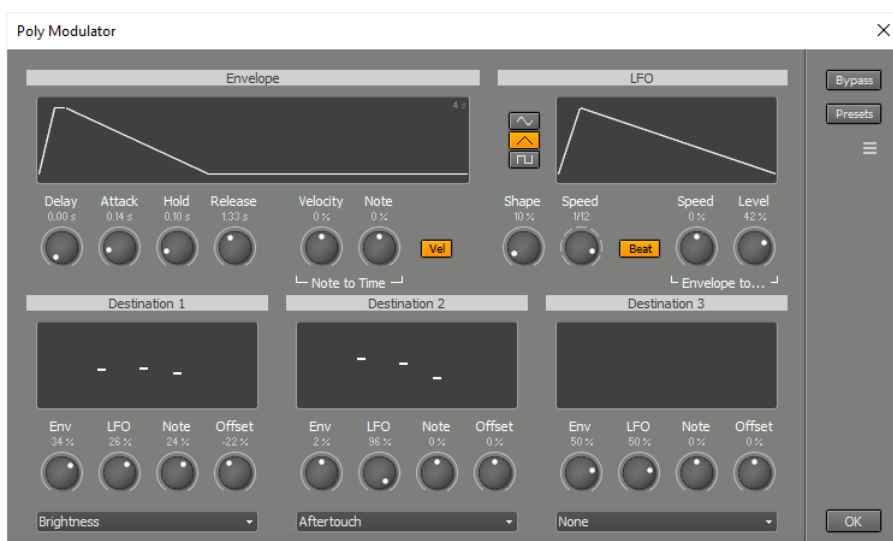 Poly Modulator
Envelope
LFO
Bypass
Presets
4 s
Delay Attack Hold Release Velocity Note Shape Speed Speed Level
0.00 s 0.14 s 0.10 s 1.33 s 0 % 0 % 10 % 1/12 0 % 42 %
Vel
Beat
Note to Time
Envelope to...
Destination 1
Destination 2
Destination 3
Env LFO Note Offset Env LFO Note Offset Env LFO Note Offset
34 % 26 % 24 % -22 % 2 % 96 % 0 % 0 % 50 % 50 % 0 % 0 %
Brightness
Aftertouch
None
OK